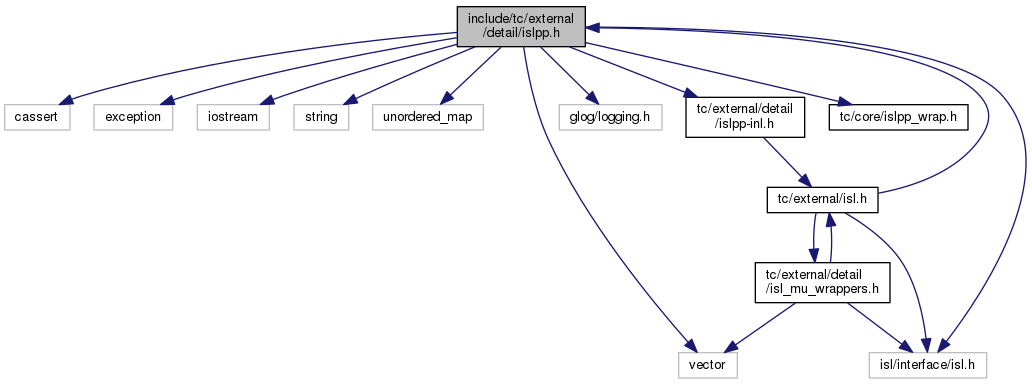 include/tc/external
/detail/islpp.h
cassert
exception
iostream
string
unordered_map
glog/logging.h
tc/external/detail
/islpp-inl.h
tc/core/islpp_wrap.h
tc/external/isl.h
tc/external/detail
/isl_mu_wrappers.h
vector
isl/interface/isl.h